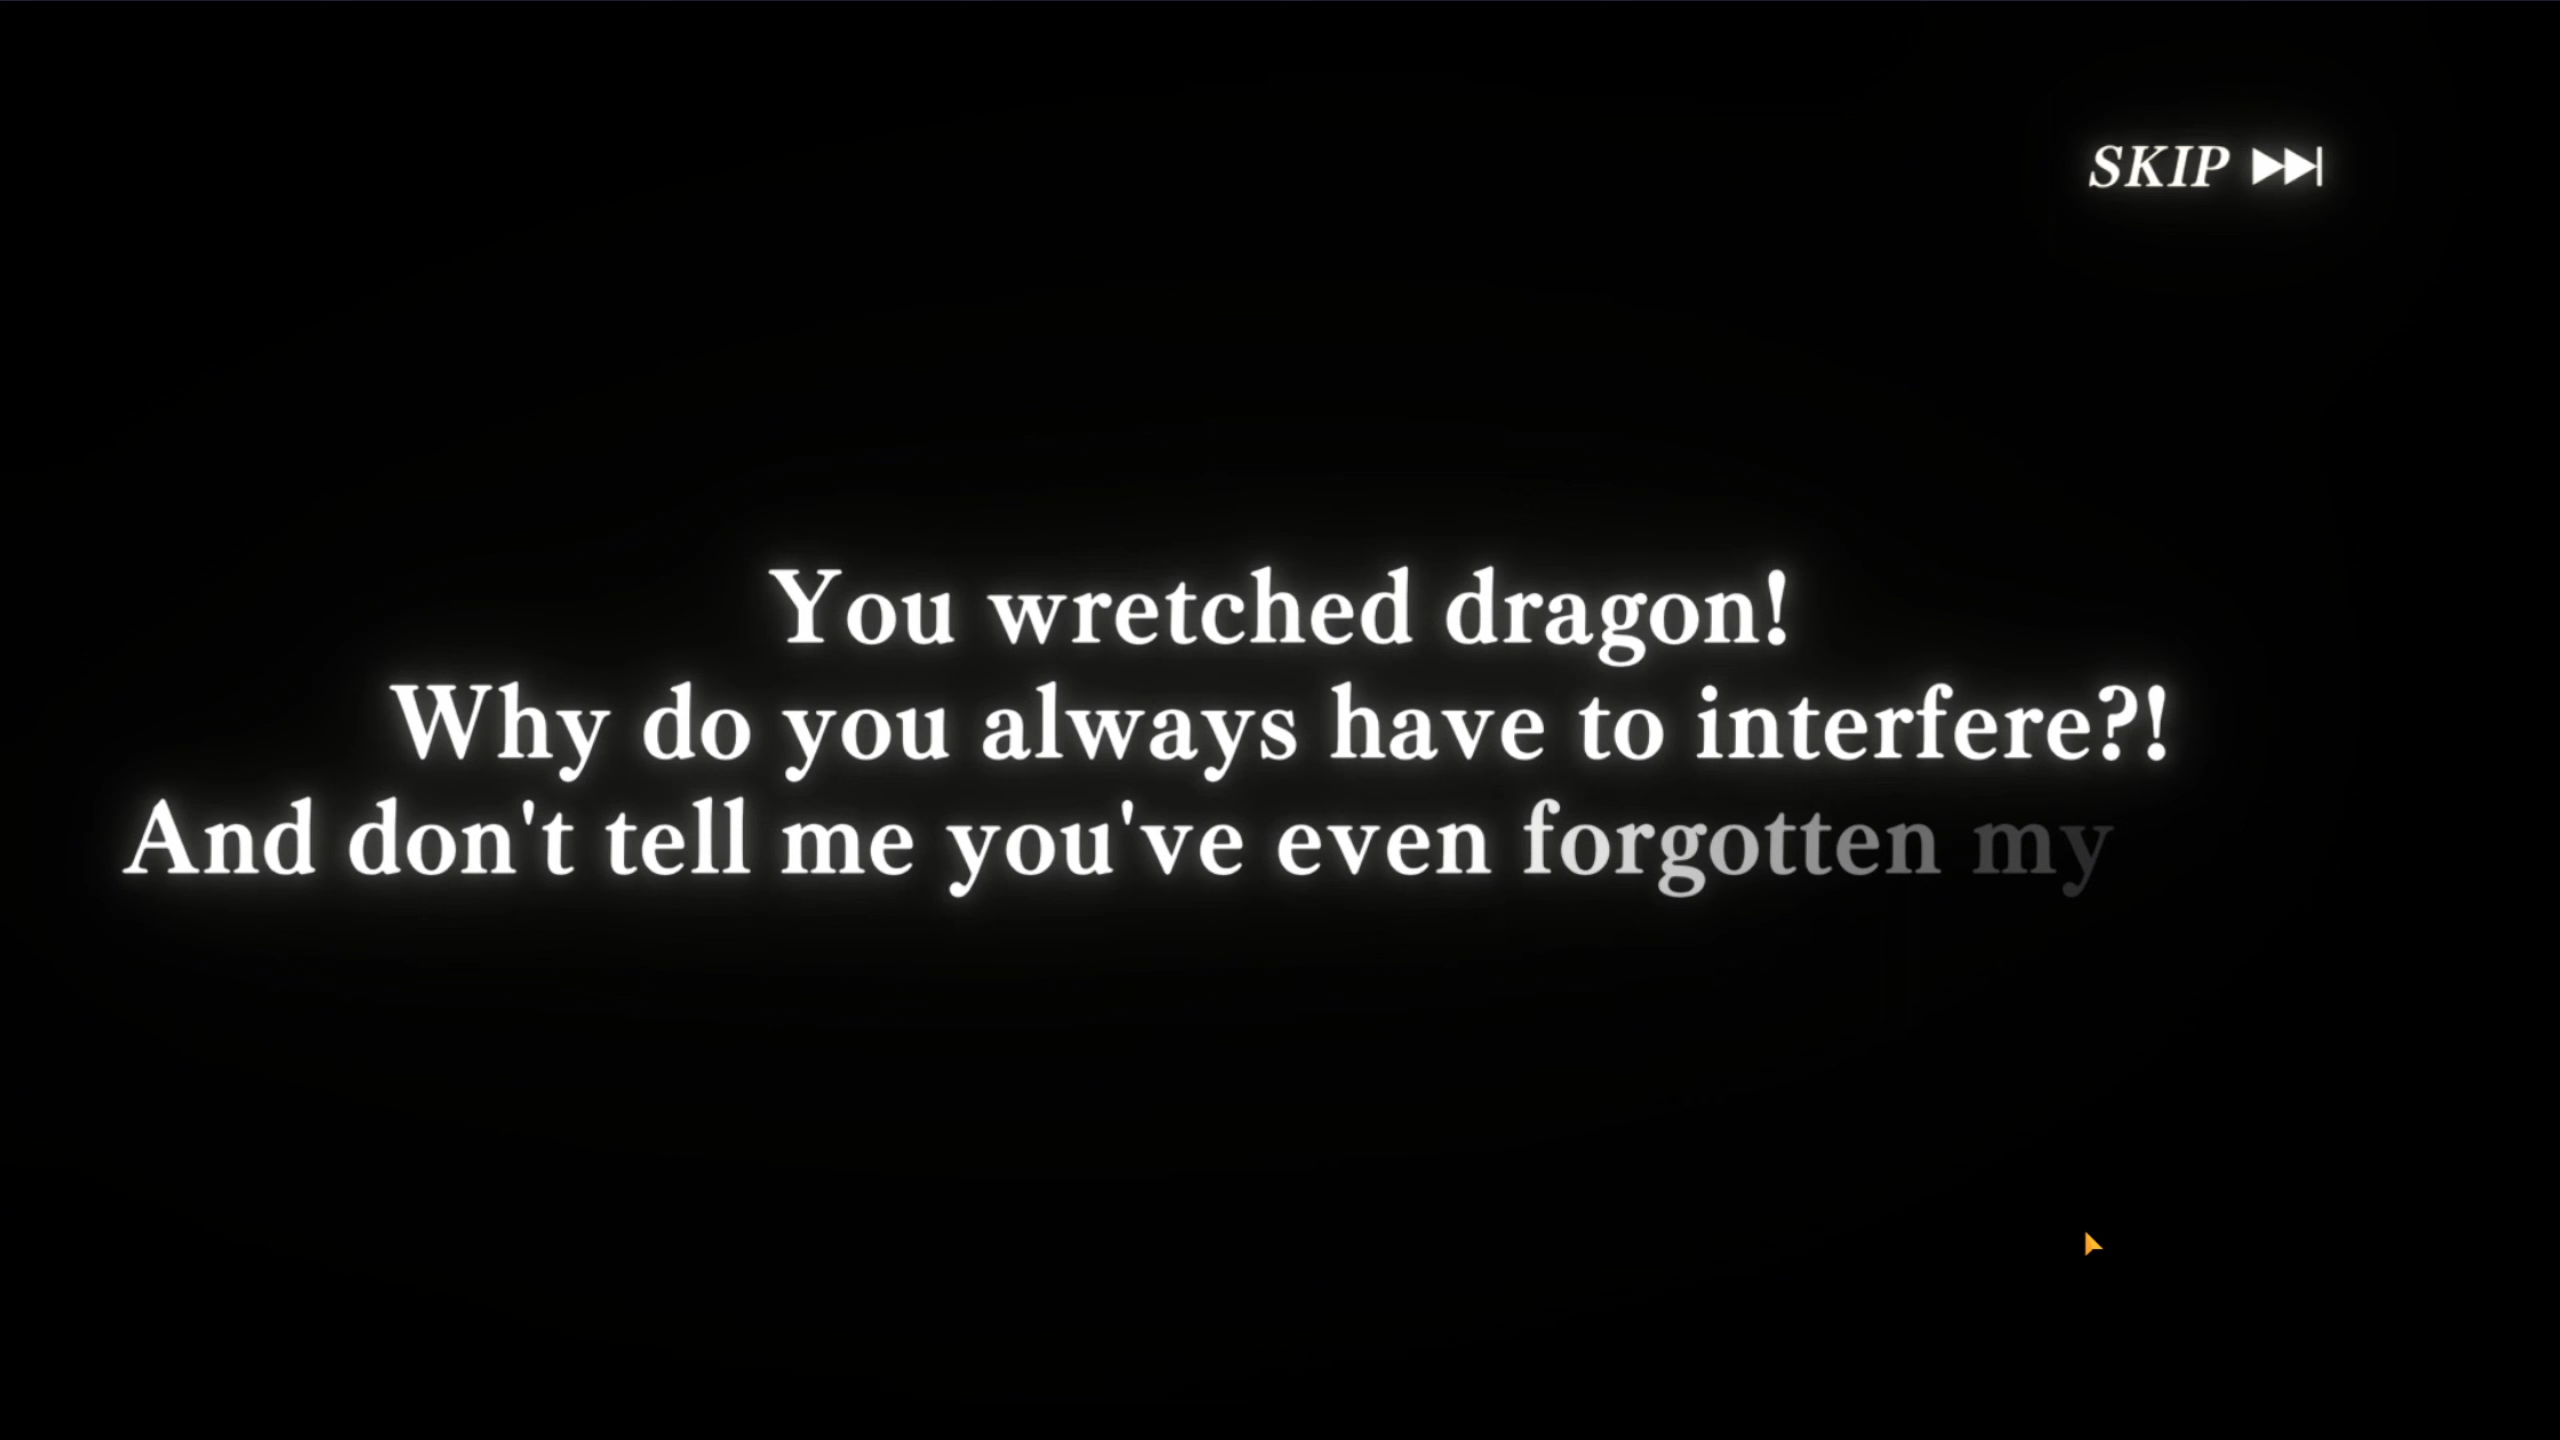 SKIP
You wretched dragon!
Why do you always have to interfere?!
And don't tell me you've even forgotten my